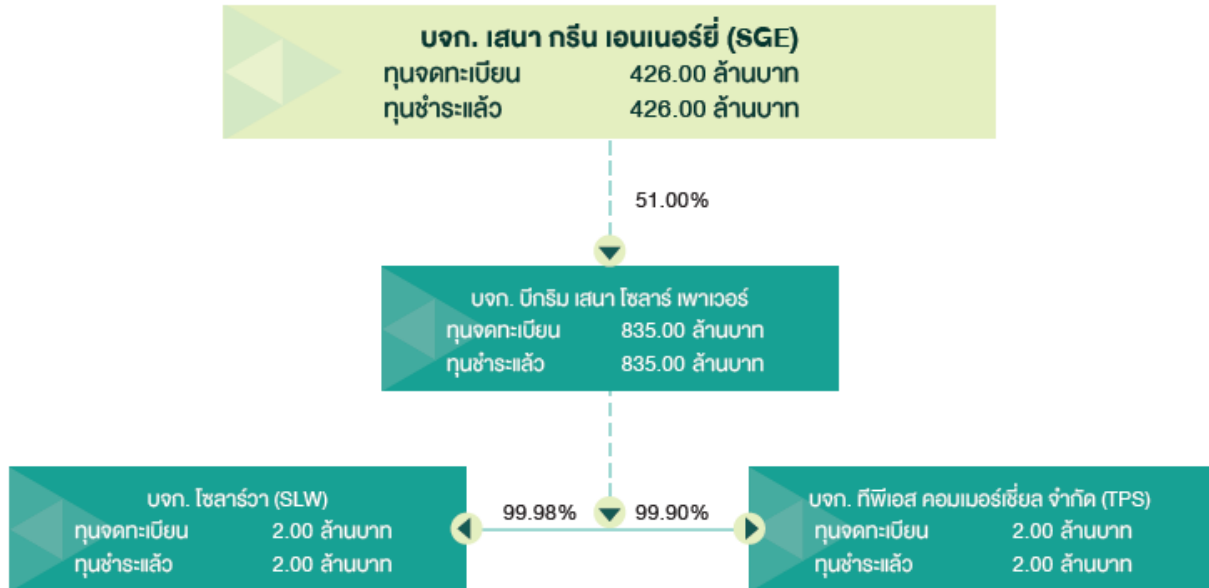 บจก. เสนา กรีน เอนเนอร์ยี่ (SGE)
ทุนจดทะเบียน 426.00 ล้านบาท
ทุนชำระแล้ว 426.00 ล้านบาท
51.00%
บจก. บีกริม เสนา โซลาร์ เพาเวอร์
ทุนจดทะเบียน 835.00 ล้านบาท
ทุนชำระแล้ว 835.00 ล้านบาท
99.98% 99.90%
บจก. โซลาร์วา (SLW)
ทุนจดทะเบียน 2.00 ล้านบาท
ทุนชำระแล้ว 2.00 ล้านบาท
บจก. ทีพีเอส คอมเมอร์เชี่ยล จำกัด (TPS)
ทุนจดทะเบียน 2.00 ล้านบาท
ทุนชำระแล้ว 2.00 ล้านบาท